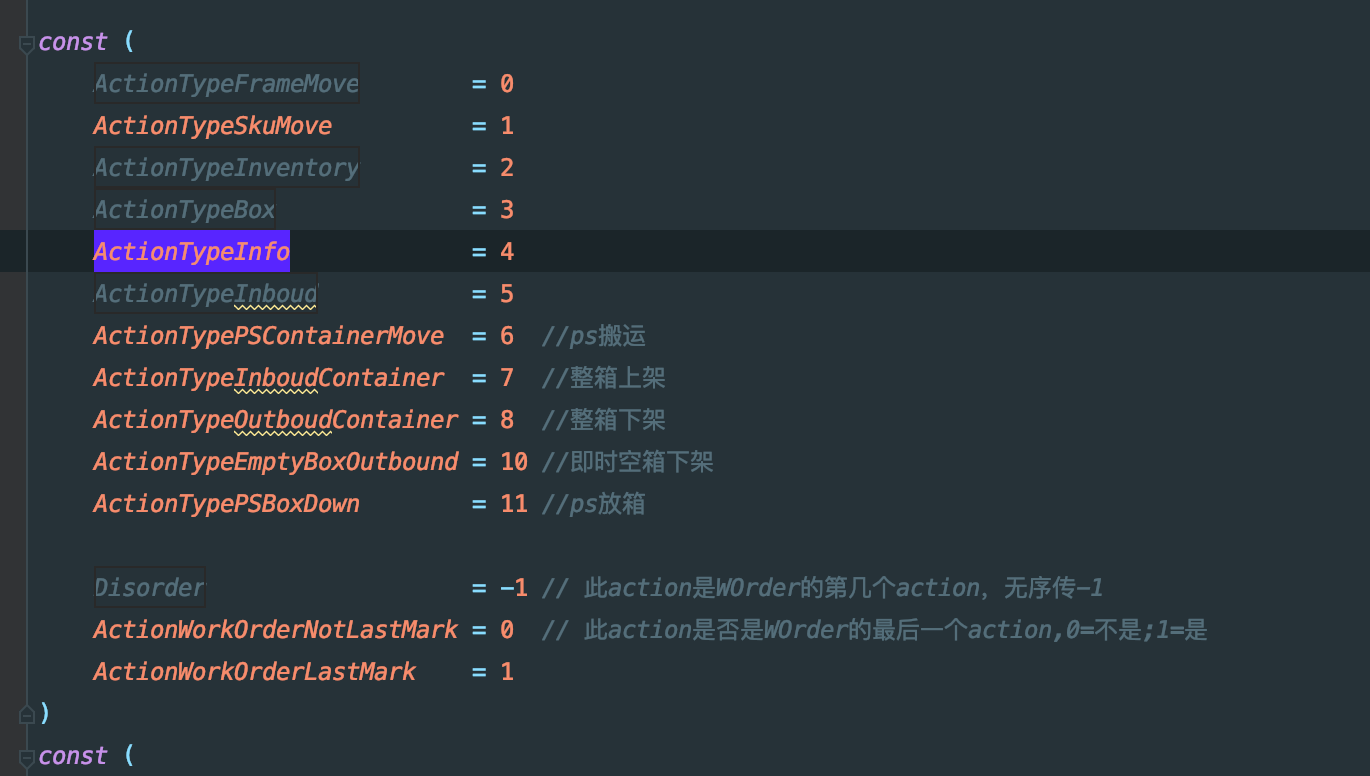 const (
ActionTypeFrameMove = 0
ActionTypeSkuMove = 1
ActionTypeInventory = 2
ActionTypeBox = 3
ActionTypeInfo = 4
ActionTypeInboud = 5
ActionTypePSContainerMove = 6 //ps搬运
ActionTypeInboudContainer = 7 //整箱上架
ActionTypeOutboudContainer = 8 //整箱下架
ActionTypeEmptyBoxOutbound = 10 //即时空箱下架
ActionTypePSBoxDown = 11 //ps放箱
Disorder = -1 // 此action是WOrder的第几个action，无序传-1
ActionWorkOrderNotLastMark = 0 // 此action是否是WOrder的最后一个action,0=不是;1=是
ActionWorkOrderLastMark = 1
)
const (